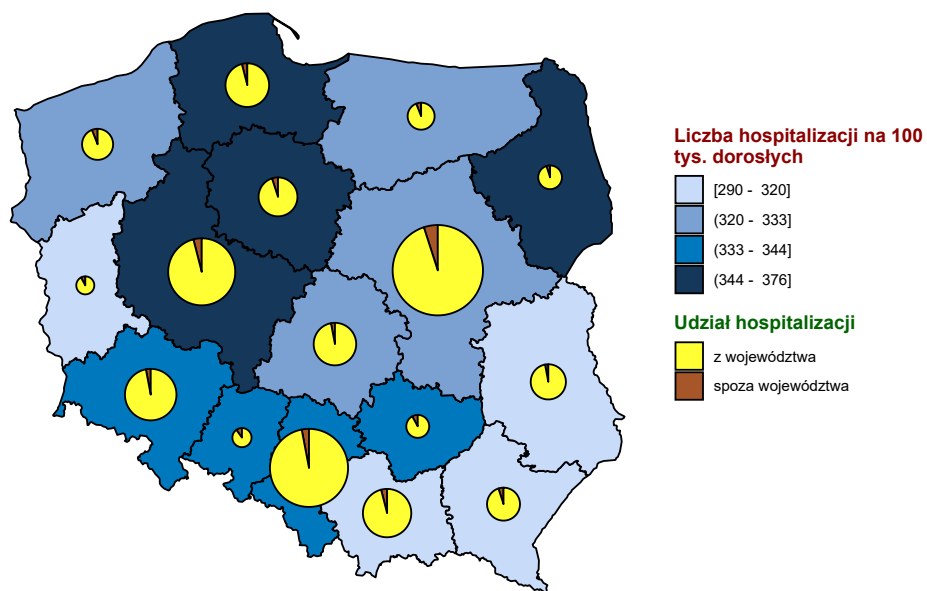 Liczba hospitalizacji na 100
tys. dorosłych
[290 - 320]
(320 - 333]
(333 - 344]
(344 - 376]
Udział hospitalizacji
z województwa
spoza województwa